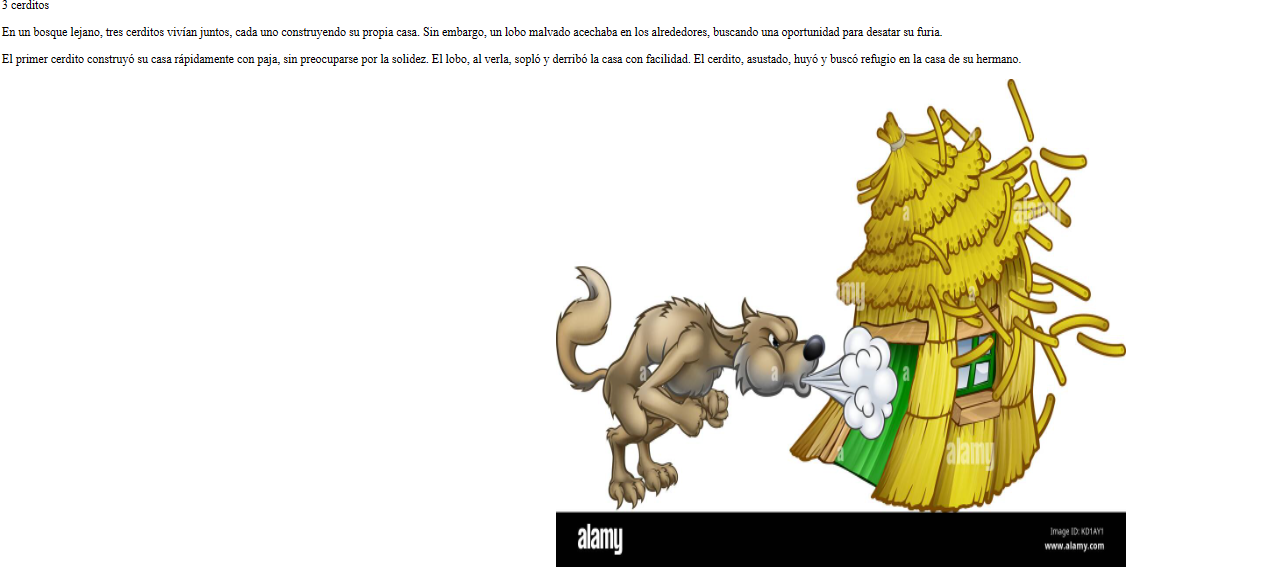 3 cerditos
En un bosque lejano, tres cerditos vivían juntos, cada uno construyendo su propia casa. Sin embargo, un lobo malvado acechaba en los alrededores, buscando una oportunidad para desatar su furia.
El primer cerdito construyó su casa rápidamente con paja, sin preocuparse por la solidez. El lobo, al verla, sopló y derribó la casa con facilidad. El cerdito, asustado, huyó y buscó refugio en la casa de su hermano.
a
alamy
my
a
a
a
a
a
alamy
alamy
Image ID: KD1AY1
www.alamy.com